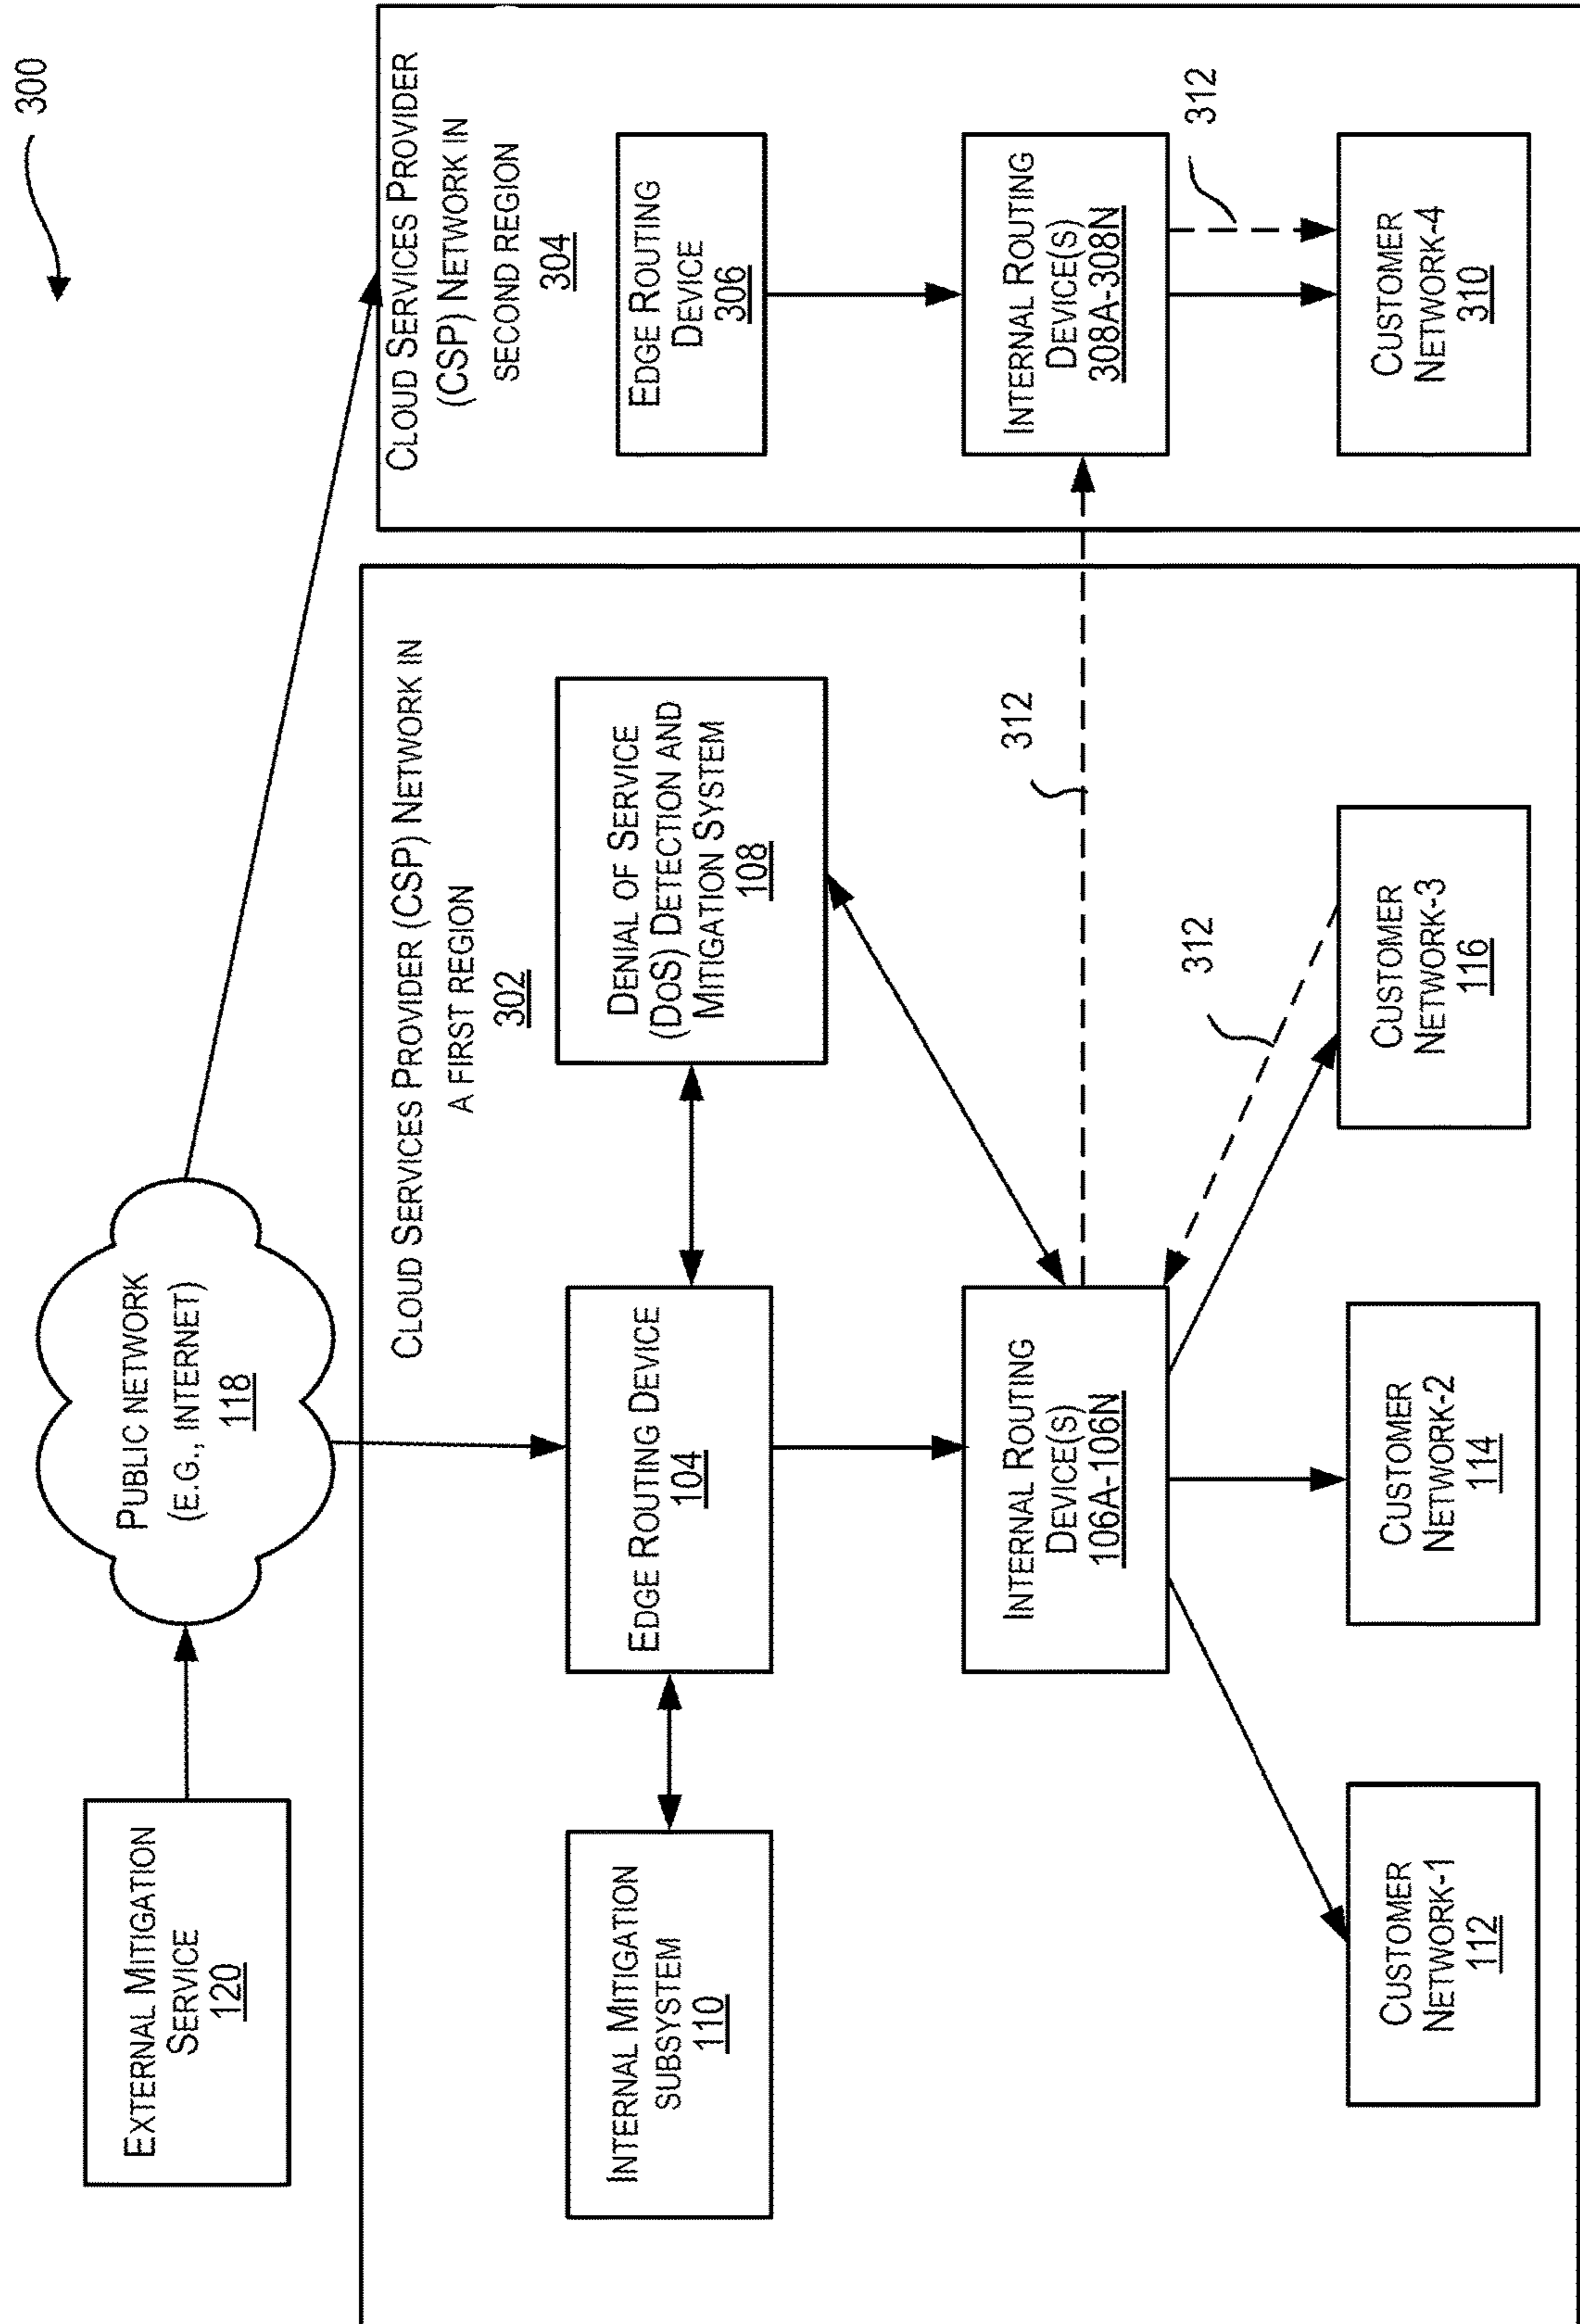 300
EXTERNAL MITIGATION
SERVICE
120
PUBLIC NETWORK
(E.G., INTERNET)
118
CLOUD SERVICES PROVIDER (CSP) NETWORK IN
A FIRST REGION
302
INTERNAL MITIGATION
SUBSYSTEM
110
EDGE ROUTING DEVICE
104
DENIAL OF SERVICE
(DOS) DETECTION AND
MITIGATION SYSTEM
108
INTERNAL ROUTING
DEVICE(S)
106A-106N
312
312
CUSTOMER
NETWORK-1
112
CUSTOMER
NETWORK-2
114
CUSTOMER
NETWORK-3
116
CLOUD SERVICES PROVIDER
(CSP) NETWORK IN
SECOND REGION
304
EDGE ROUTING
DEVICE
306
INTERNAL ROUTING
DEVICE(S)
308A-308N
312
CUSTOMER
NETWORK-4
310